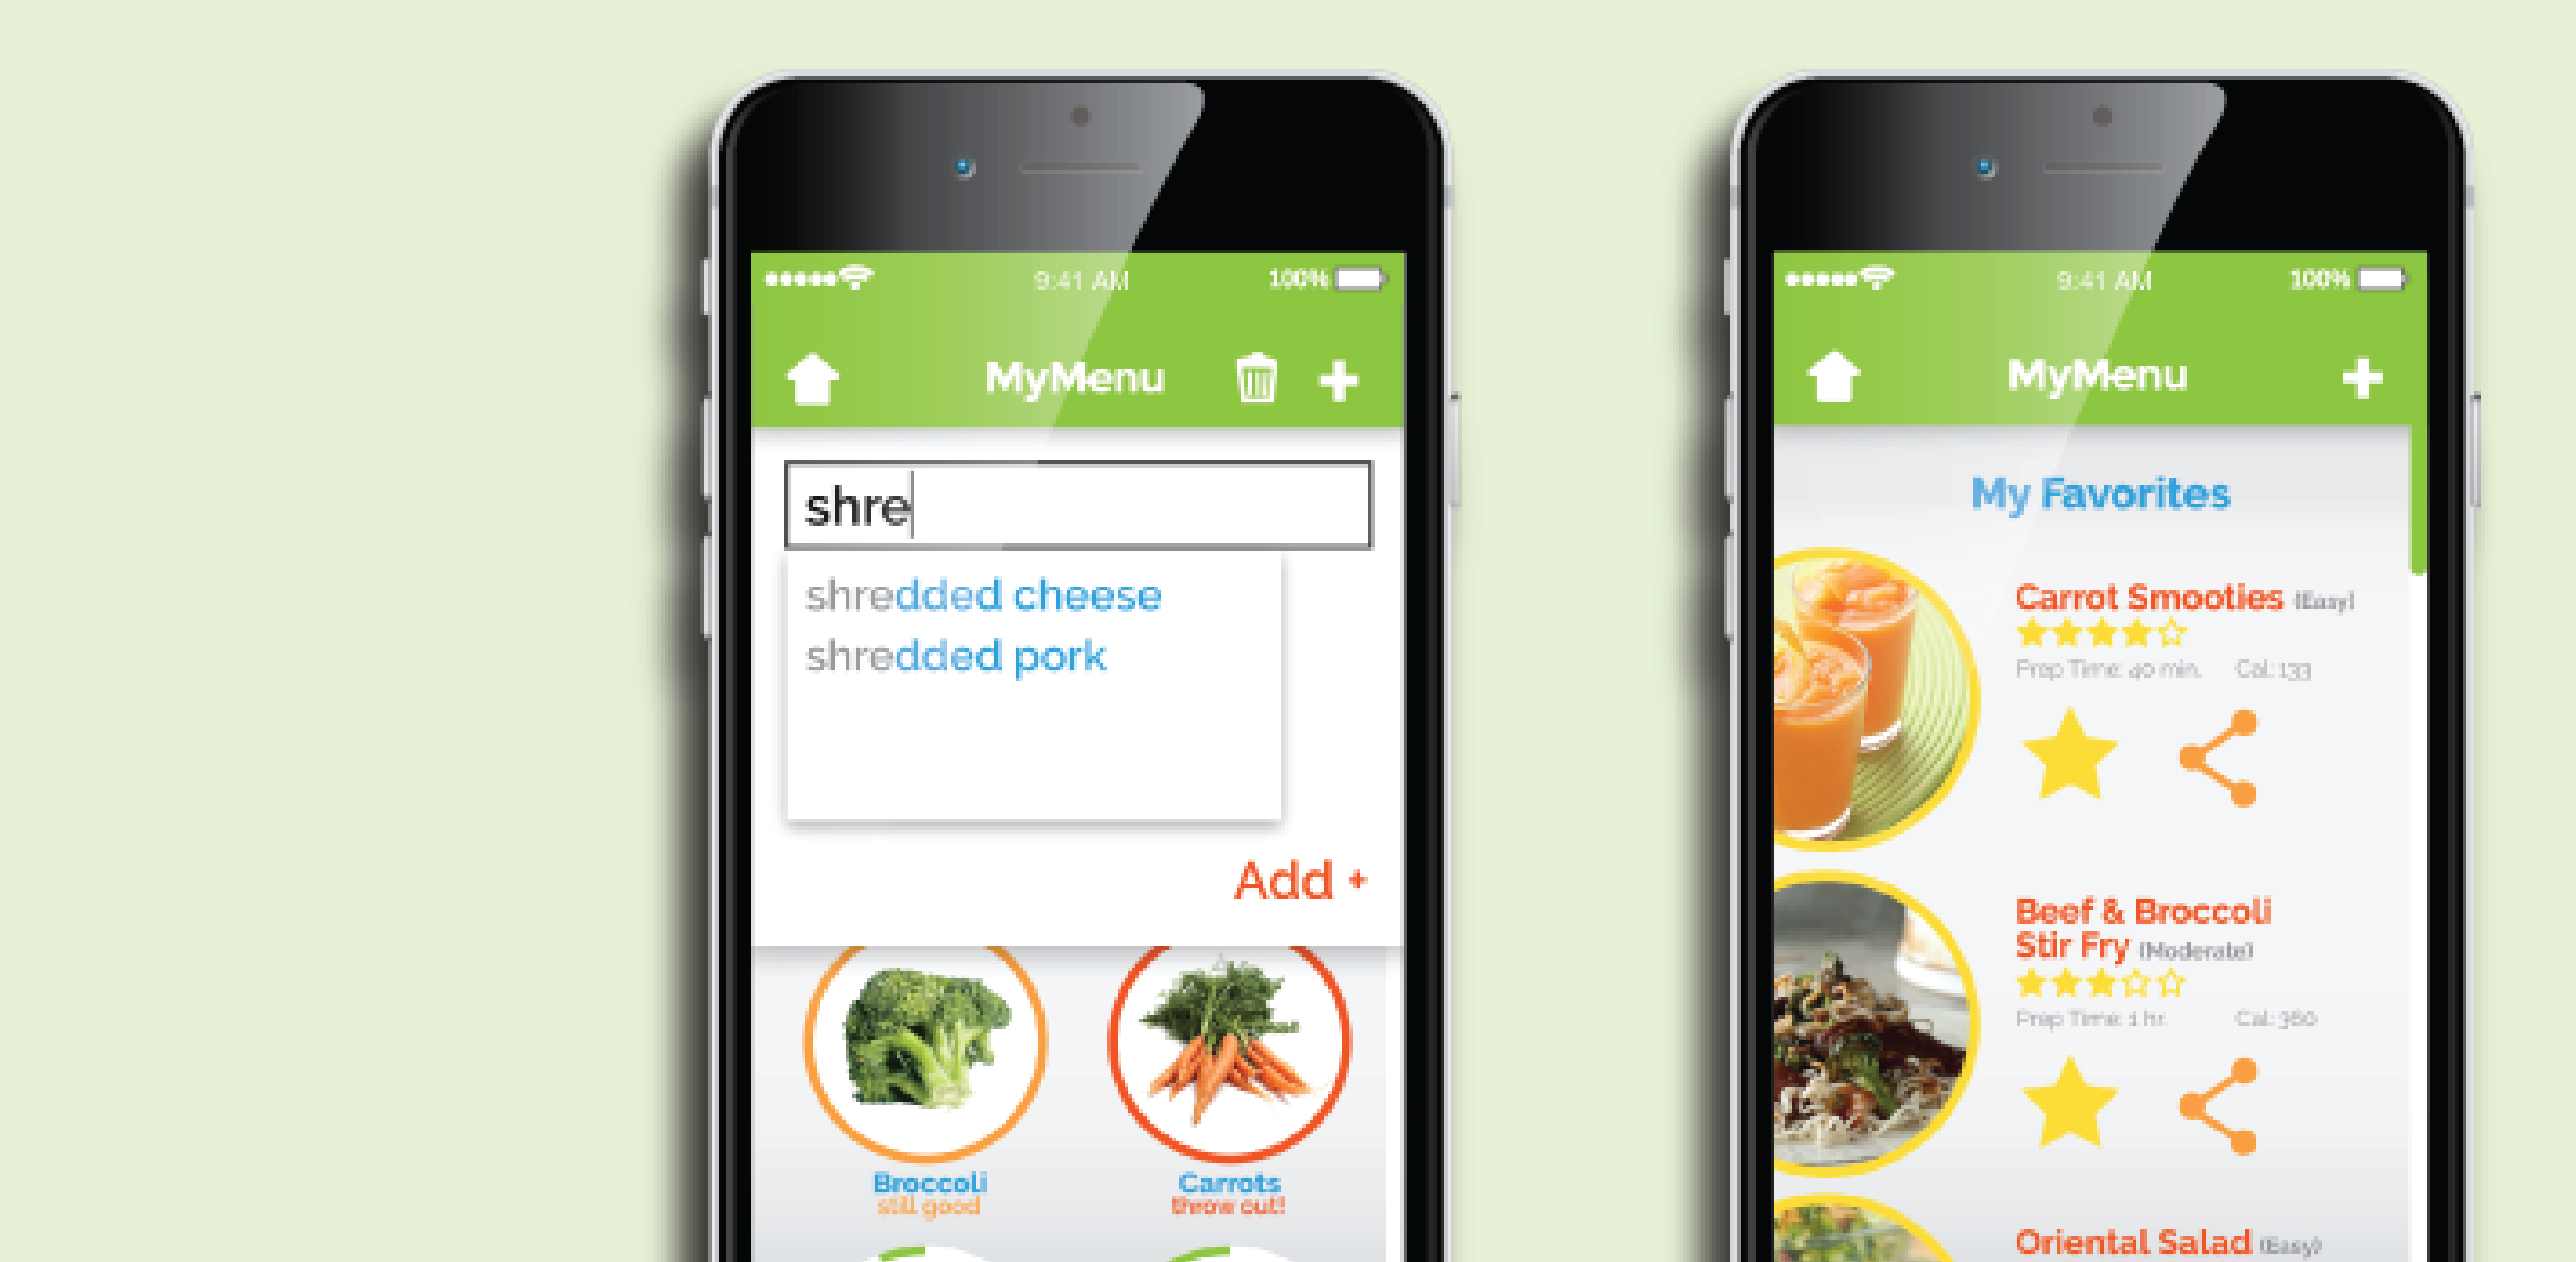 9:41 AM
100%
MyMenu
shre
shredded cheese
shredded pork
Add +
Broccoli
still good
Carrots
throw out!
9:41 AM
100%
MyMenu
My Favorites
Carrot Smooties (Easy)
Prep Time: 40 min. Cal: 133
Beef & Broccoli
Stir Fry (Moderate)
Prep Time: 1 hr. Cal: 360
Oriental Salad (Easy)